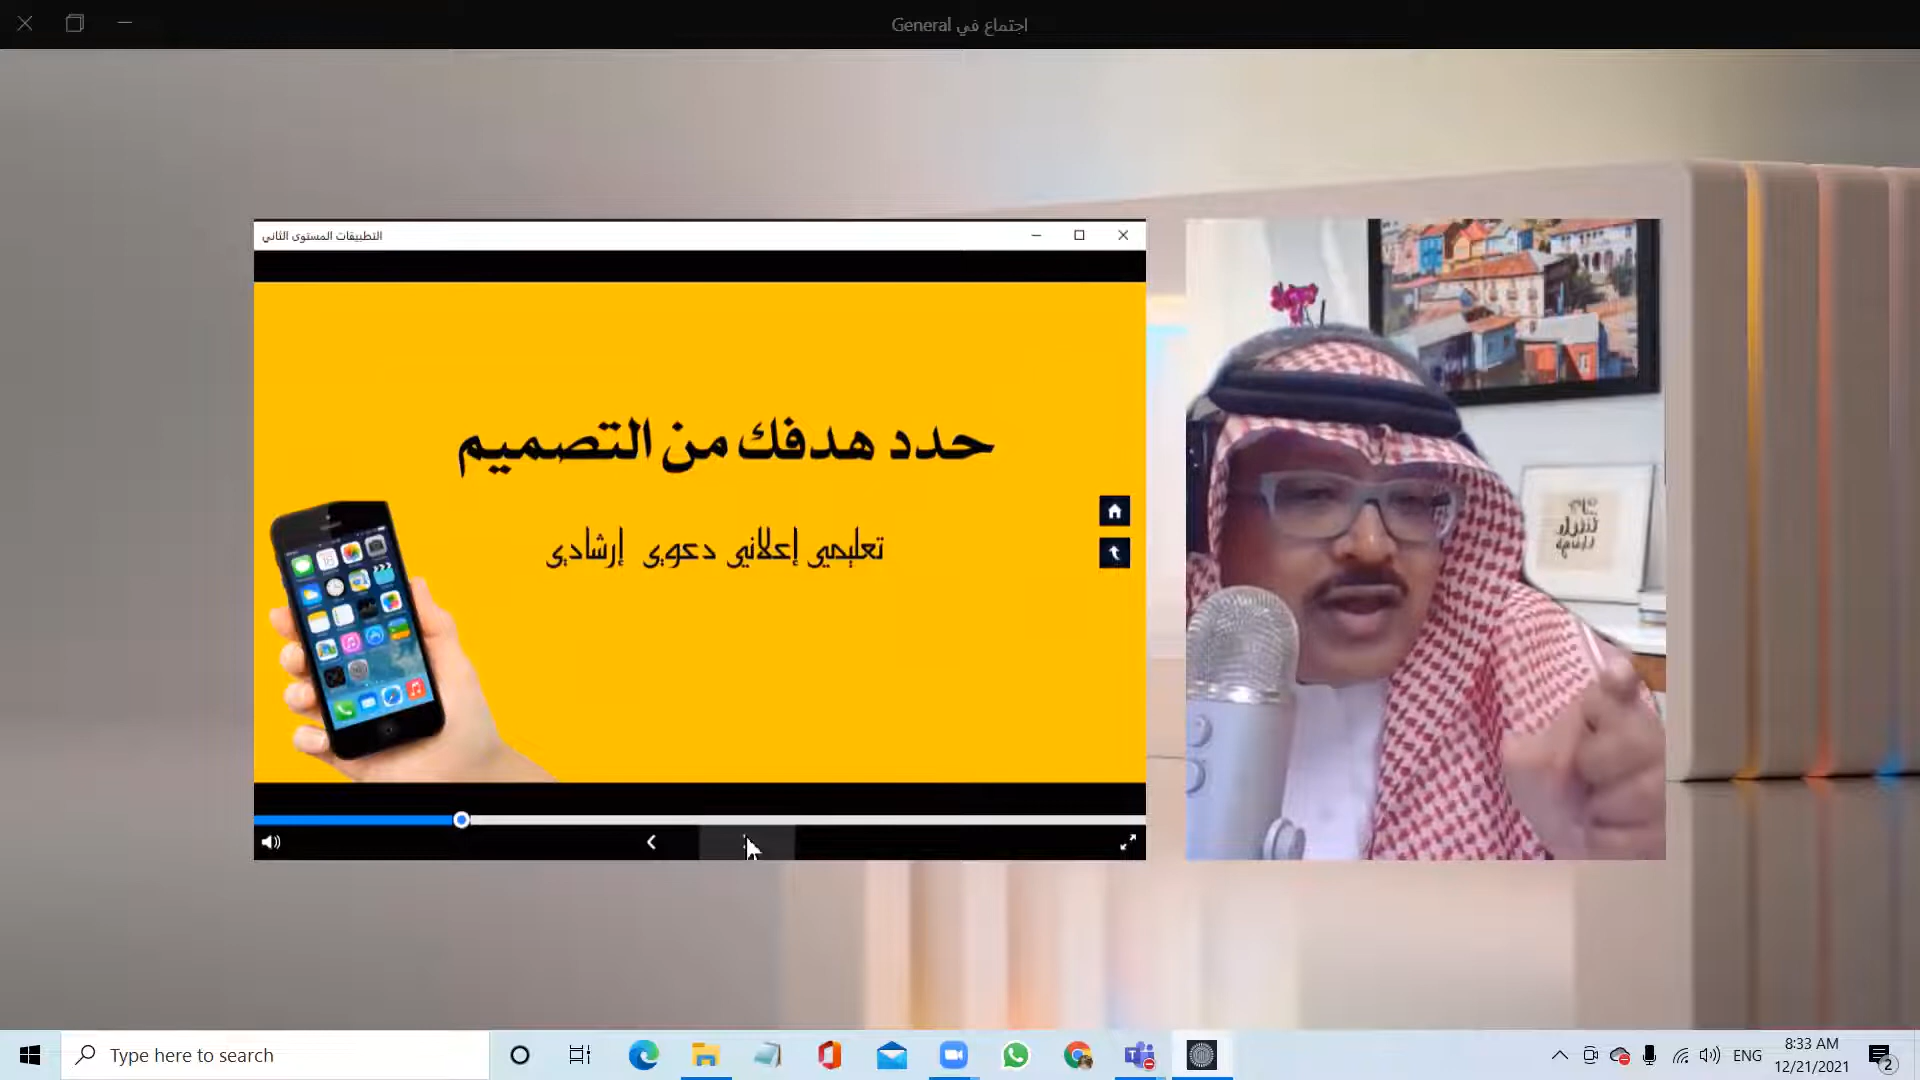 اجتماع في General
التطبيقات المستوى الثاني
حدد هدفك من التصميم
تعليمي إعلاني دعوي إرشادي
Type here to search
ENG
8:33 AM
12/21/2021
2